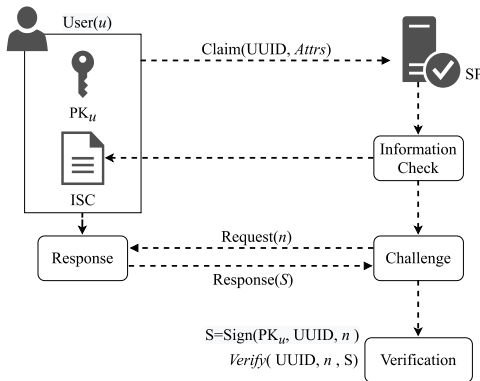 User(u)
Claim(UUID, Attrs)
SP
PKu
Information
Check
ISC
Request(n)
Response
Challenge
Response(S)
S=Sign(PKu, UUID, n )
Verify( UUID, n , S)
Verification